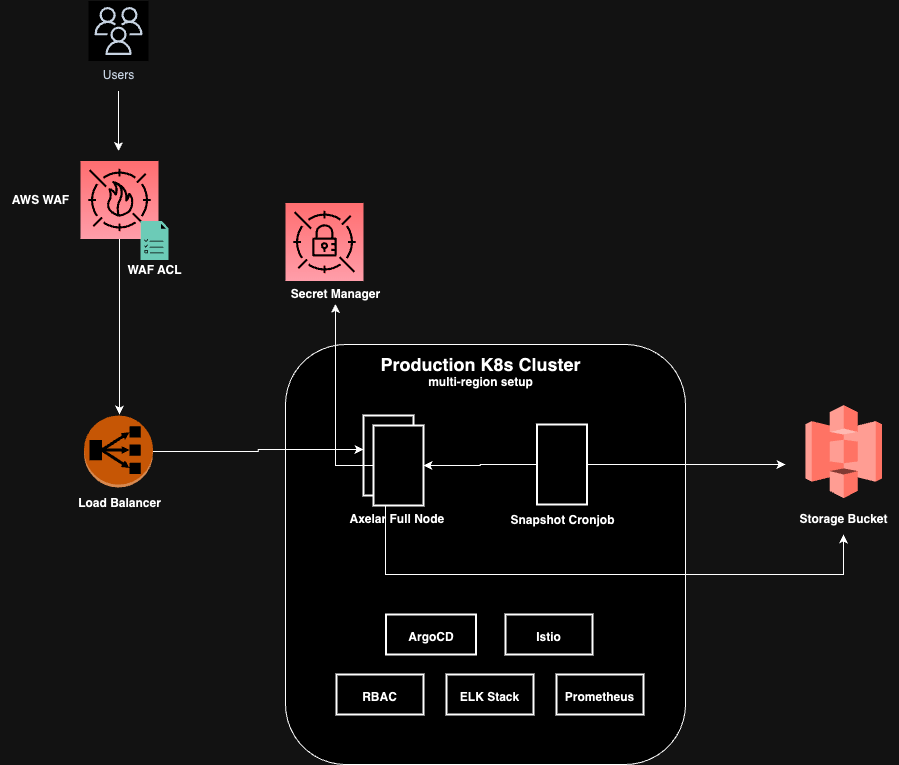 Users
AWS WAF
WAF ACL
Secret Manager
Production K8s Cluster
multi-region setup
Load Balancer
Axelar Full Node
Snapshot Cronjob
Storage Bucket
ArgoCD
Istio
RBAC
ELK Stack
Prometheus